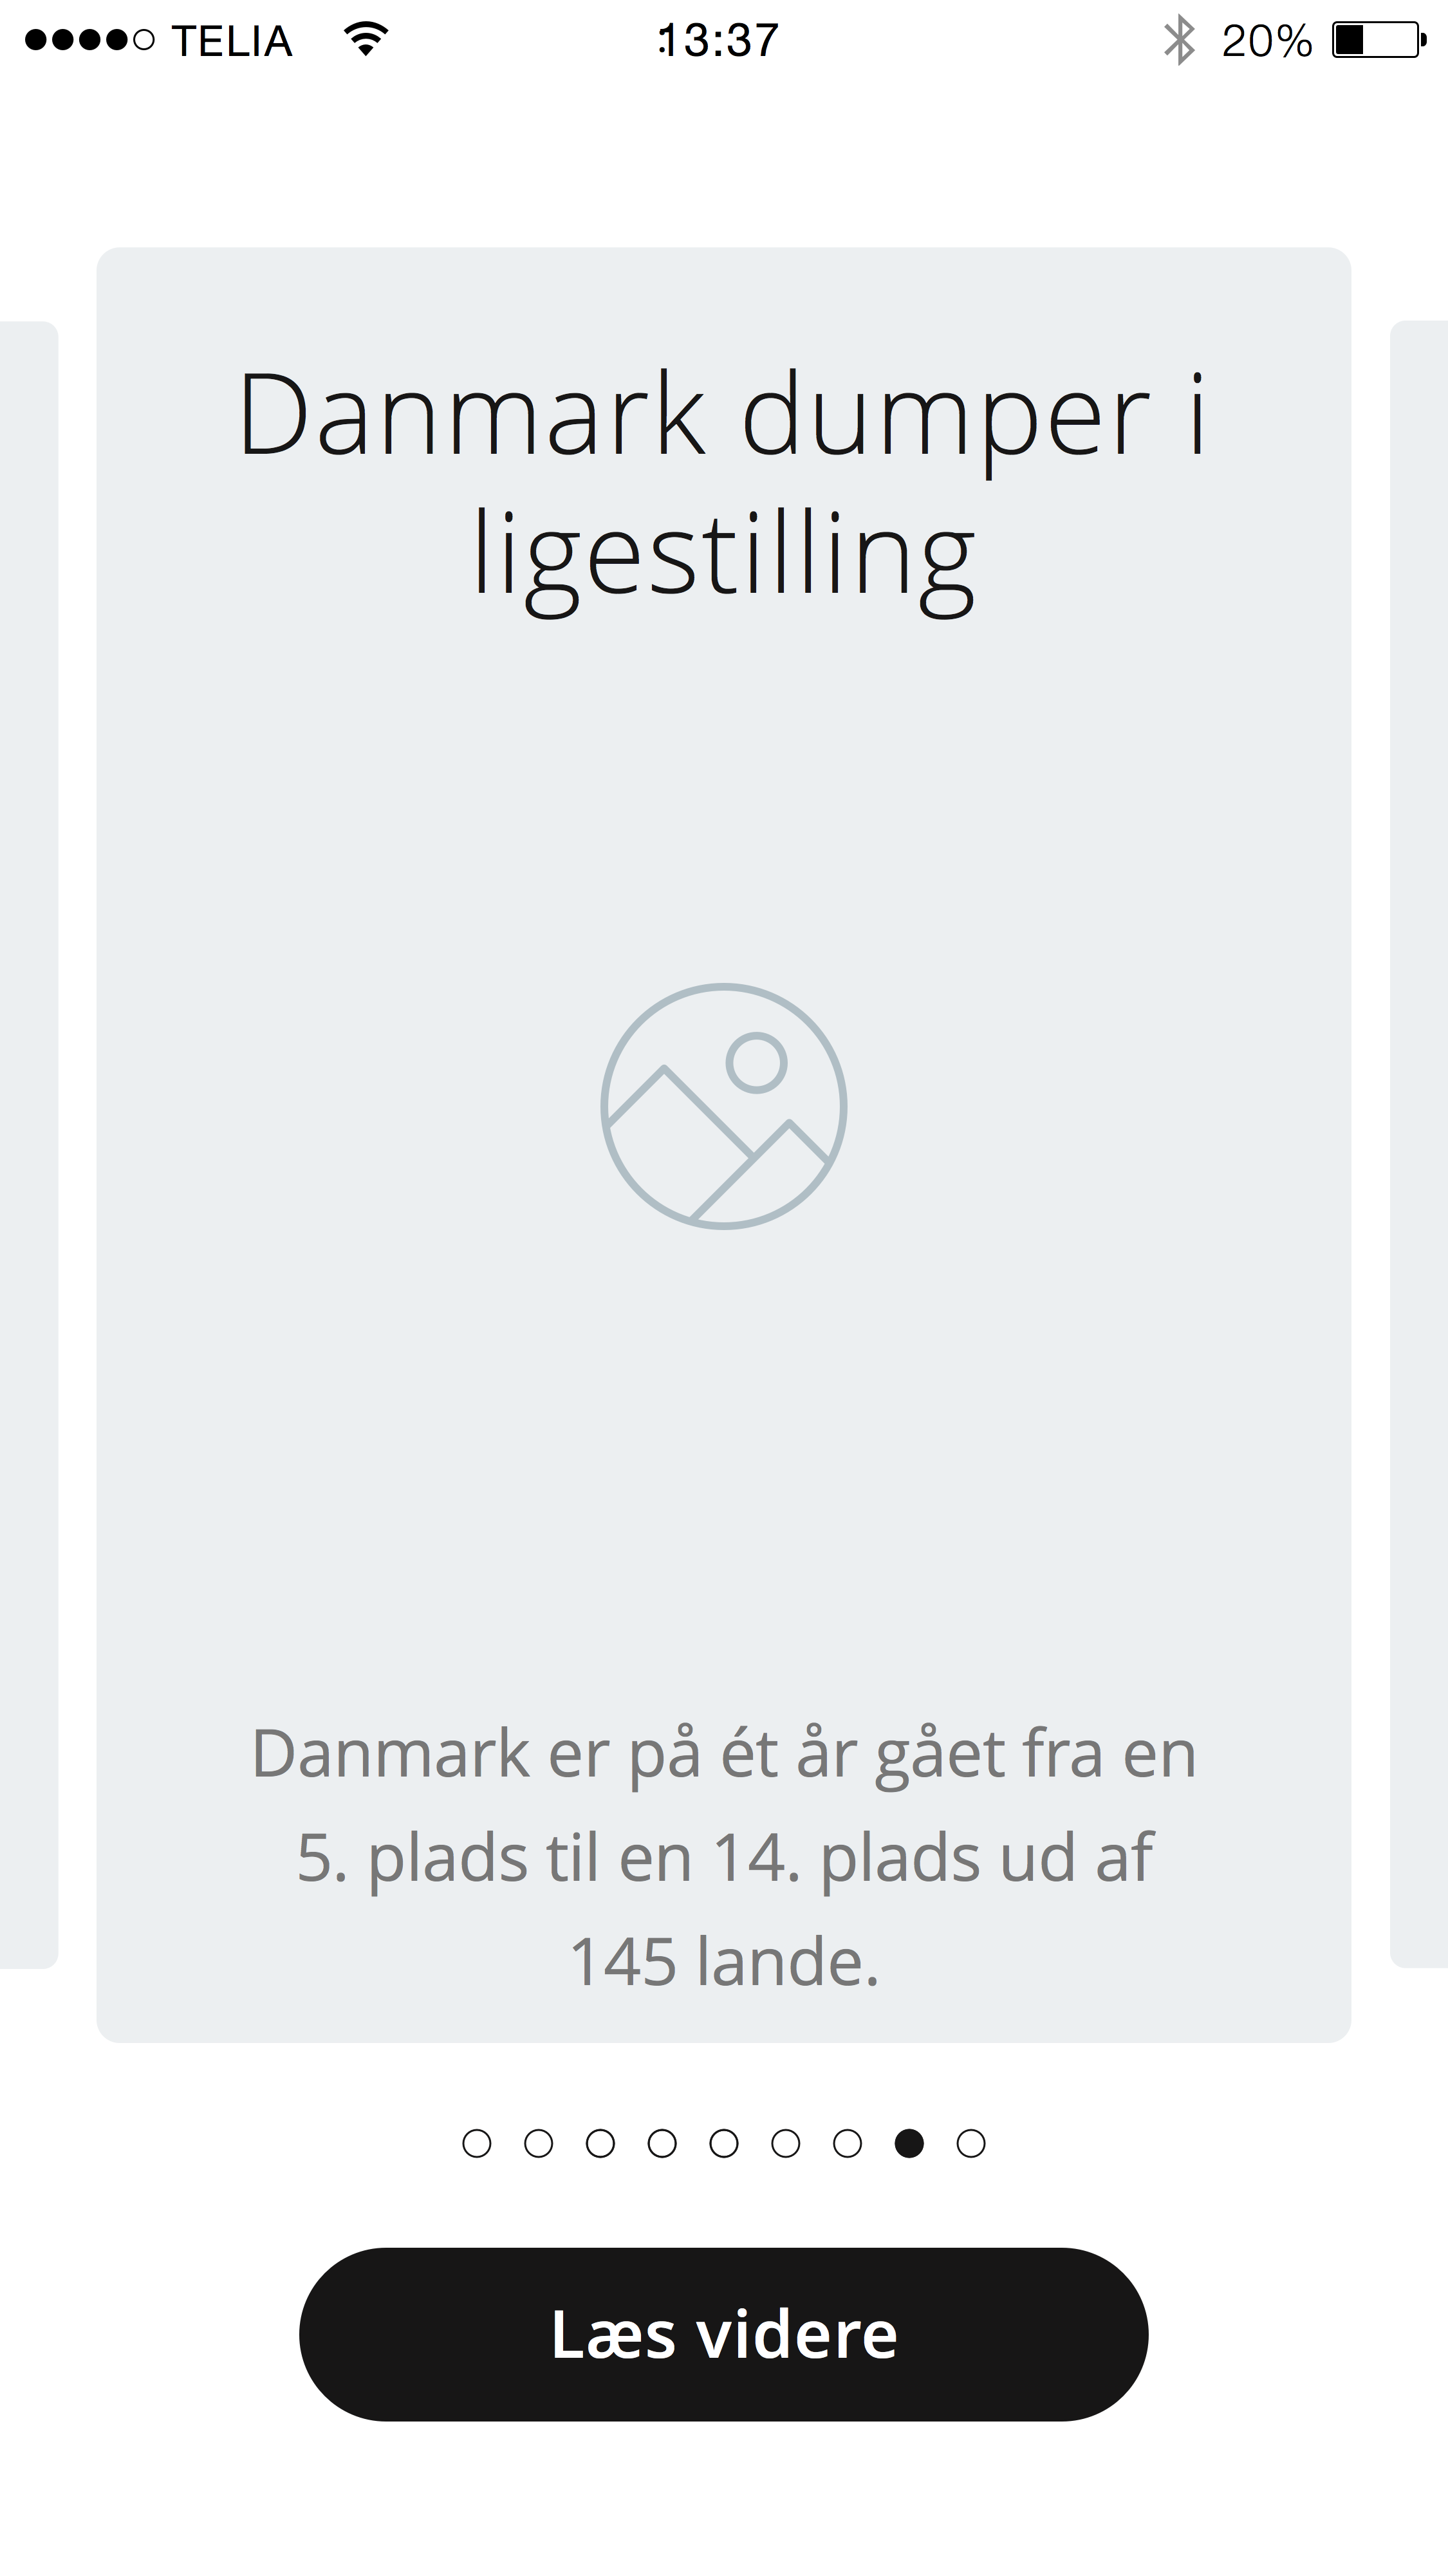 TELIA 13:37 20%
Danmark dumper i
ligestilling
Danmark er på ét år gået fra en
5. plads til en 14. plads ud af
145 lande.
Læs videre